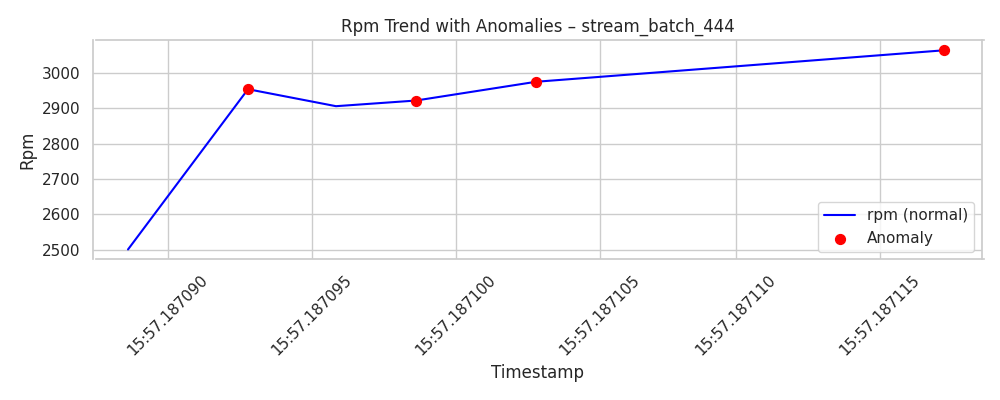 Rpm Trend with Anomalies – stream_batch_444
Rpm
3000
2900
2800
2700
2600
2500
rpm (normal)
Anomaly
15:57.187090
15:57.187095
15:57.187100
15:57.187105
15:57.187110
15:57.187115
Timestamp